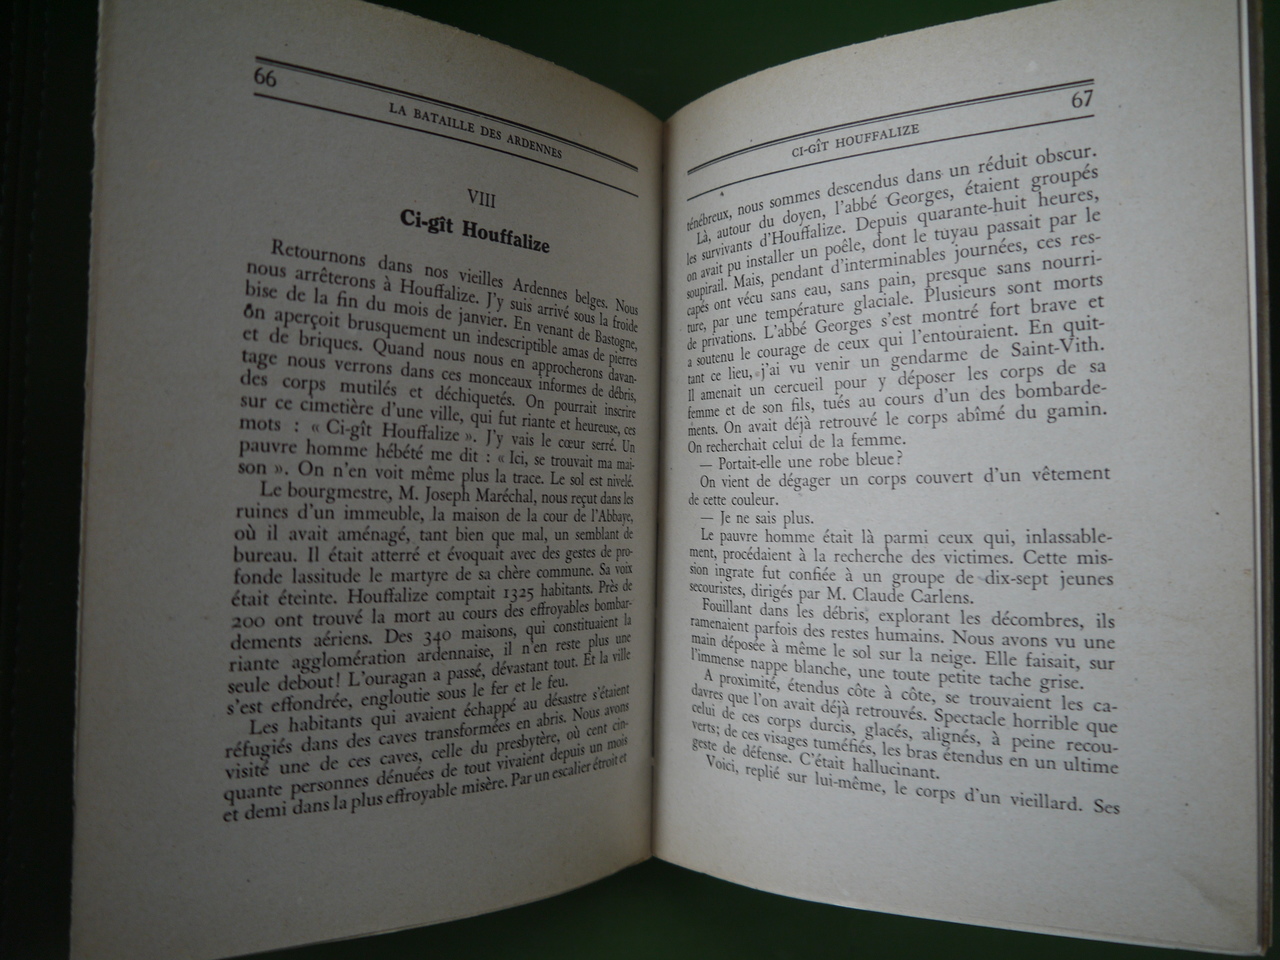 66
LA BATAILLE DES ARDENNES
VIII
Ci-gît Houffalize
Retournons dans nos vieilles Ardennes belges. Nous
nous arrêterons à Houffalize. J'y suis arrivé sous la froide
bise de la fin du mois de janvier. En venant de Bastogne,
ôn aperçoit brusquement un indescriptible amas de pierres
et de briques. Quand nous nous en approcherons davan-
tage nous verrons dans ces monceaux informes de débris,
des corps mutilés et déchiquetés. On pourrait inscrire
sur ce cimetière d'une ville, qui fut riante et heureuse, ces
mots : « Ci-gît Houffalize ». J'y vais le cœur serré. Un
pauvre homme hébété me dit : « Ici, se trouvait ma mai-
son ». On n'en voit même plus la trace. Le sol est nivelé.
Le bourgmestre, M. Joseph Maréchal, nous reçut dans les
ruines d'un immeuble, la maison de la cour de l'Abbaye,
où il avait aménagé, tant bien que mal, un semblant de
bureau. Il était atterré et évoquait avec des gestes de pro-
fonde lassitude le martyre de sa chère commune. Sa voix
était éteinte. Houffalize comptait 1325 habitants. Près de
200 ont trouvé la mort au cours des effroyables bombar-
dements aériens. Des 340 maisons, qui constituaient la
riante agglomération ardennaise, il n'en reste plus une
seule debout! L'ouragan a passé, dévastant tout. Et la ville
s'est effondrée, engloutie sous le fer et le feu.
Les habitants qui avaient échappé au désastre s'étaient
réfugiés dans des caves transformées en abris. Nous avons
visité une de ces caves, celle du presbytère, où cent cin-
quante personnes dénuées de tout vivaient depuis un mois
et demi dans la plus effroyable misère. Par un escalier étroit et
67
CI-GÎT HOUFFALIZE
ténébreux, nous sommes descendus dans un réduit obscur.
Là, autour du doyen, l'abbé Georges, étaient groupés
les survivants d'Houffalize. Depuis quarante-huit heures,
on avait pu installer un poêle, dont le tuyau passait par le
soupirail. Mais, pendant d'interminables journées, ces res-
capés ont vécu sans eau, sans pain, presque sans nourri-
ture, par une température glaciale. Plusieurs sont morts
de privations. L'abbé Georges s'est montré fort brave et
a soutenu le courage de ceux qui l'entouraient. En quit-
tant ce lieu, j'ai vu venir un gendarme de Saint-Vith.
Il amenait un cercueil pour y déposer les corps de sa
femme et de son fils, tués au cours d'un des bombarde-
ments. On avait déjà retrouvé le corps abîmé du gamin.
On recherchait celui de la femme.
— Portait-elle une robe bleue?
On vient de dégager un corps couvert d'un vêtement
de cette couleur.
— Je ne sais plus.
Le pauvre homme était là parmi ceux qui, inlassable-
ment, procédaient à la recherche des victimes. Cette mis-
sion ingrate fut confiée à un groupe de dix-sept jeunes
secouristes, dirigés par M. Claude Carlens.
Fouillant dans les débris, explorant les décombres, ils
ramenaient parfois des restes humains. Nous avons vu une
main déposée à même le sol sur la neige. Elle faisait, sur
l'immense nappe blanche, une toute petite tache grise.
A proximité, étendus côte à côte, se trouvaient les ca-
davres que l'on avait déjà retrouvés. Spectacle horrible que
celui de ces corps durcis, glacés, alignés, à peine recou-
verts; de ces visages tuméfiés, les bras étendus en un ultime
geste de défense. C'était hallucinant.
Voici, replié sur lui-même, le corps d'un vieillard. Ses